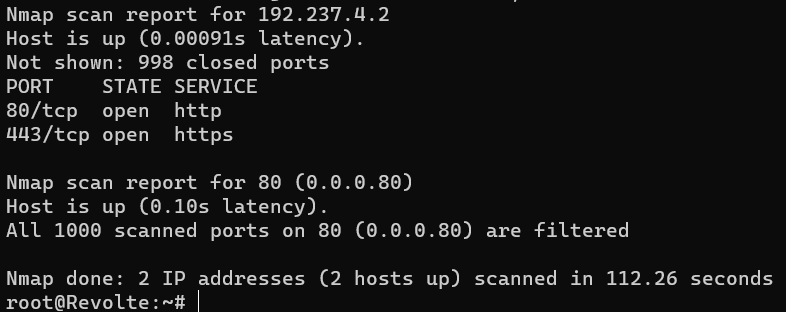 Nmap scan report for 192.237.4.2
Host is up (0.00091s latency).
Not shown: 998 closed ports
PORT    STATE SERVICE
80/tcp  open  http
443/tcp open  https

Nmap scan report for 80 (0.0.0.80)
Host is up (0.10s latency).
All 1000 scanned ports on 80 (0.0.0.80) are filtered

Nmap done: 2 IP addresses (2 hosts up) scanned in 112.26 seconds
root@Revolte:~#